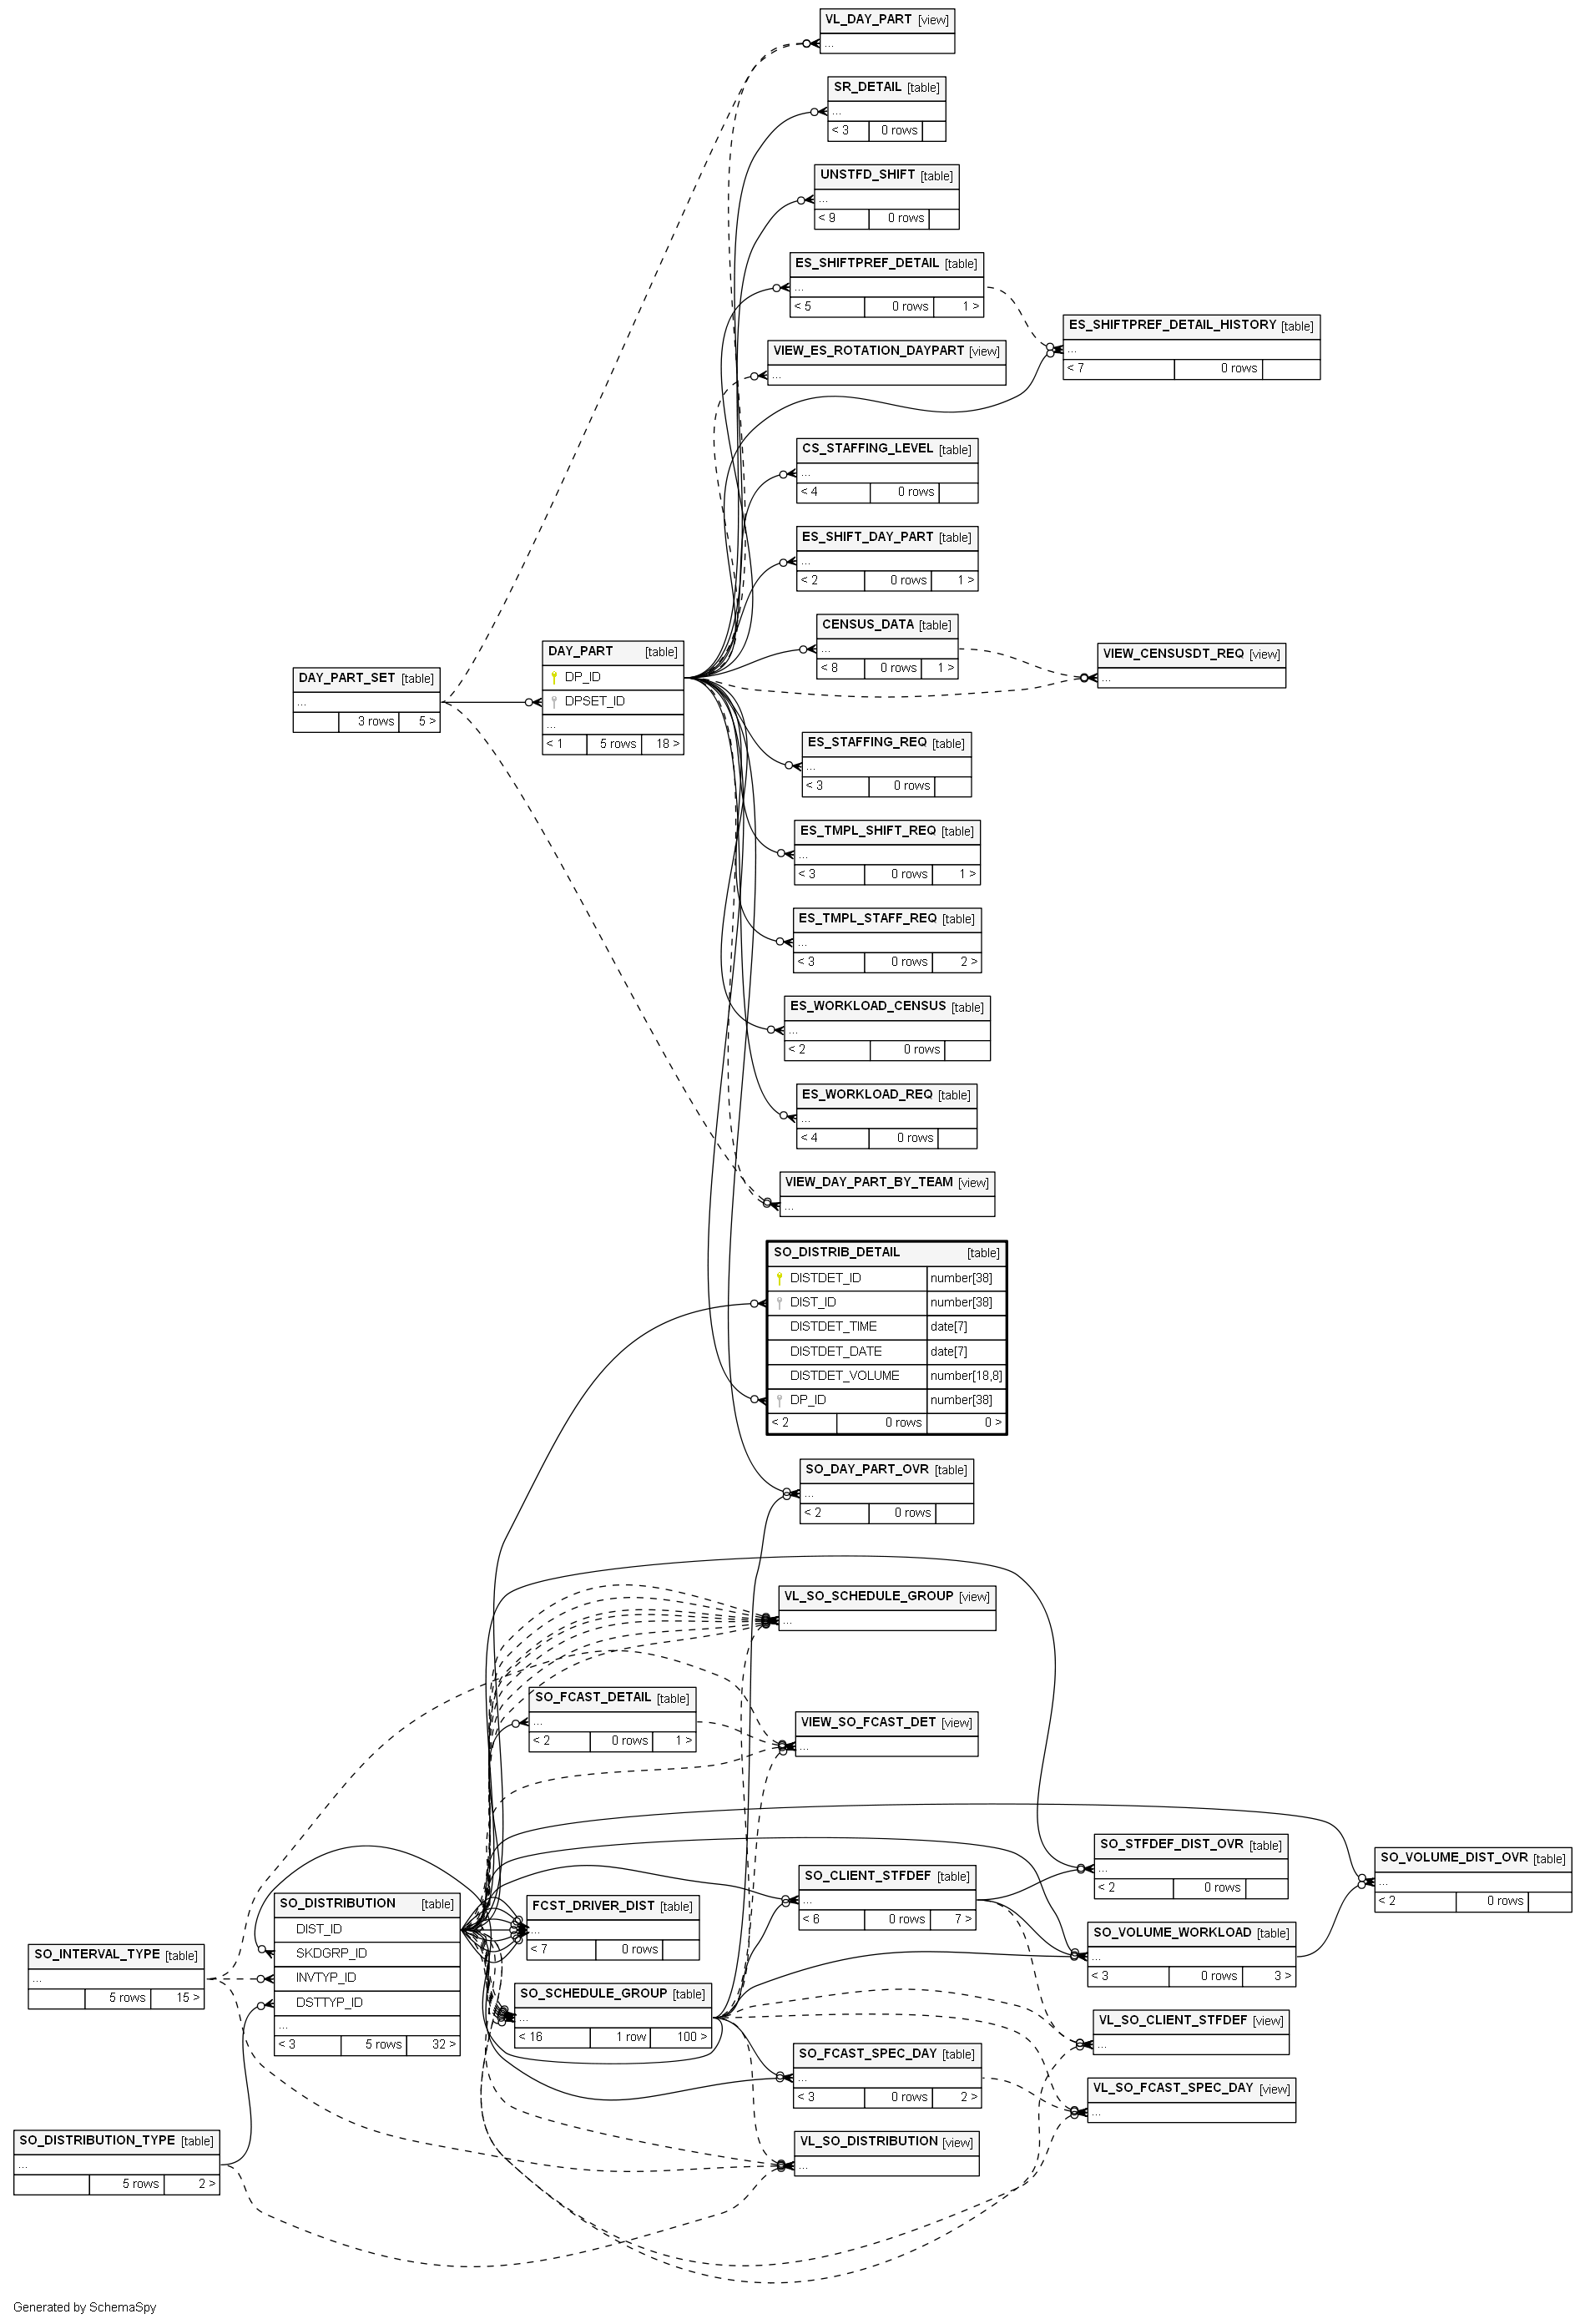 VL_DAY_PART [view]
...
SR_DETAIL [table]
...
< 3 0 rows
UNSTFD_SHIFT [table]
...
< 9 0 rows
ES_SHIFTPREF_DETAIL [table]
...
< 5 0 rows 1 >
ES_SHIFTPREF_DETAIL_HISTORY [table]
...
< 7 0 rows
VIEW_ES_ROTATION_DAYPART [view]
...
CS_STAFFING_LEVEL [table]
...
< 4 0 rows
ES_SHIFT_DAY_PART [table]
...
< 2 0 rows 1 >
CENSUS_DATA [table]
...
< 8 0 rows 1 >
VIEW_CENSUSDT_REQ [view]
...
DAY_PART [table]
DP_ID
DPSET_ID
...
< 1 5 rows 18 >
DAY_PART_SET [table]
...
3 rows 5 >
ES_STAFFING_REQ [table]
...
< 3 0 rows
ES_TMPL_SHIFT_REQ [table]
...
< 3 0 rows 1 >
ES_TMPL_STAFF_REQ [table]
...
< 3 0 rows 2 >
ES_WORKLOAD_CENSUS [table]
...
< 2 0 rows
ES_WORKLOAD_REQ [table]
...
< 4 0 rows
VIEW_DAY_PART_BY_TEAM [view]
...
SO_DISTRIB_DETAIL [table]
DISTDET_ID number[38]
DIST_ID number[38]
DISTDET_TIME date[7]
DISTDET_DATE date[7]
DISTDET_VOLUME number[18,8]
DP_ID number[38]
< 2 0 rows 0 >
SO_DAY_PART_OVR [table]
...
< 2 0 rows
VL_SO_SCHEDULE_GROUP [view]
...
SO_FCAST_DETAIL [table]
...
< 2 0 rows 1 >
VIEW_SO_FCAST_DET [view]
...
SO_STFDEF_DIST_OVR [table]
...
< 2 0 rows
SO_VOLUME_DIST_OVR [table]
...
< 2 0 rows
SO_CLIENT_STFDEF [table]
...
< 6 0 rows 7 >
SO_DISTRIBUTION [table]
DIST_ID
SKDGRP_ID
INVTYP_ID
DSTTYP_ID
...
< 3 5 rows 32 >
FCST_DRIVER_DIST [table]
...
< 7 0 rows
SO_VOLUME_WORKLOAD [table]
...
< 3 0 rows 3 >
SO_INTERVAL_TYPE [table]
...
5 rows 15 >
SO_SCHEDULE_GROUP [table]
...
< 16 1 row 100 >
VL_SO_CLIENT_STFDEF [view]
...
SO_FCAST_SPEC_DAY [table]
...
< 3 0 rows 2 >
VL_SO_FCAST_SPEC_DAY [view]
...
SO_DISTRIBUTION_TYPE [table]
...
5 rows 2 >
VL_SO_DISTRIBUTION [view]
...
Generated by SchemaSpy